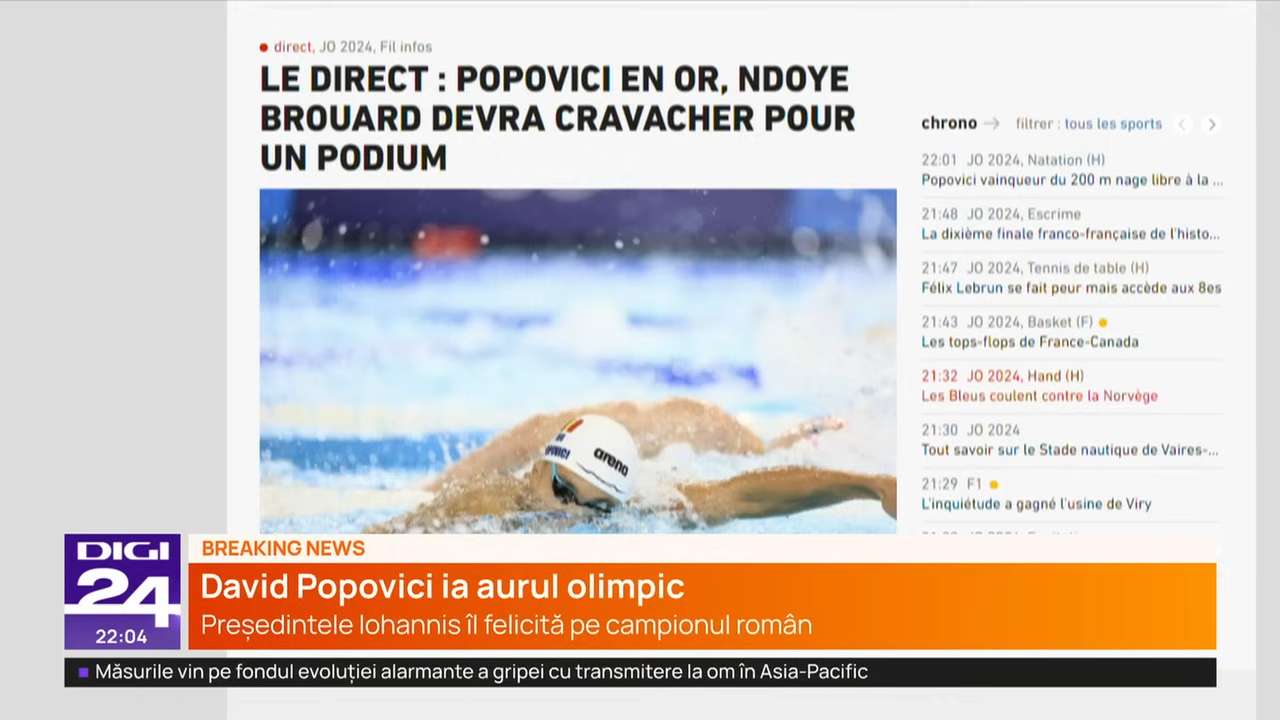 direct, JO 2024, Fil infos
LE DIRECT : POPOVICI EN OR, NDOYE
BROUARD DEVRA CRAVACHER POUR
UN PODIUM
chrono → filtrer : tous les sports
22:01 JO 2024, Natation (H)
Popovici vainqueur du 200 m nage libre à la ...
21:48 JO 2024, Escrime
La dixième finale franco-française de l'histo...
21:47 JO 2024, Tennis de table (H)
Félix Lebrun se fait peur mais accède aux 8es
21:43 JO 2024, Basket (F)
Les tops-flops de France-Canada
21:32 JO 2024, Hand (H)
Les Bleus coulent contre la Norvège
21:30 JO 2024
Tout savoir sur le Stade nautique de Vaires-...
21:29 F1
L'inquiétude a gagné l'usine de Viry
arena
DIGI
24
22:04
BREAKING NEWS
David Popovici ia aurul olimpic
Președintele Iohannis îl felicită pe campionul român
Măsurile vin pe fondul evoluției alarmante a gripei cu transmitere la om în Asia-Pacific